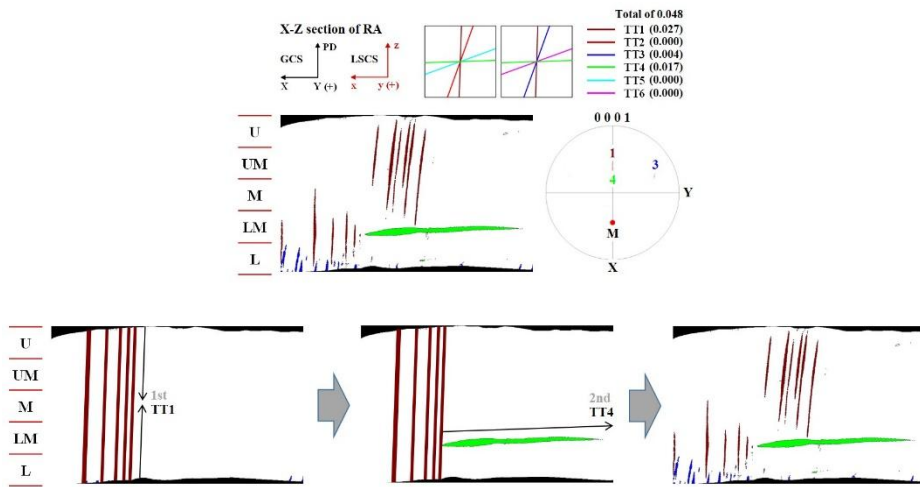 X-Z section of RA
GCS
PD
X
Y (+)
LSCS
z
x
y (+)
Total of 0.048
TT1 (0.027)
TT2 (0.000)
TT3 (0.004)
TT4 (0.017)
TT5 (0.000)
TT6 (0.000)
U
UM
M
LM
L
0 0 0 1
1
3
4
Y
M
X
U
UM
M
LM
L
1st
TT1
2nd
TT4